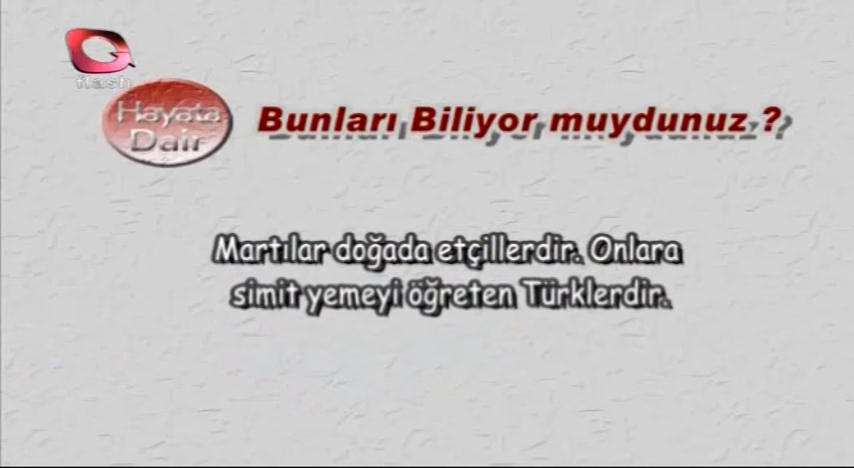 flash
Hayata
Dair
Bunları Biliyor muydunuz ?
Martılar doğada etçillerdir. Onlara
simit yemeyi öğreten Türklerdir.